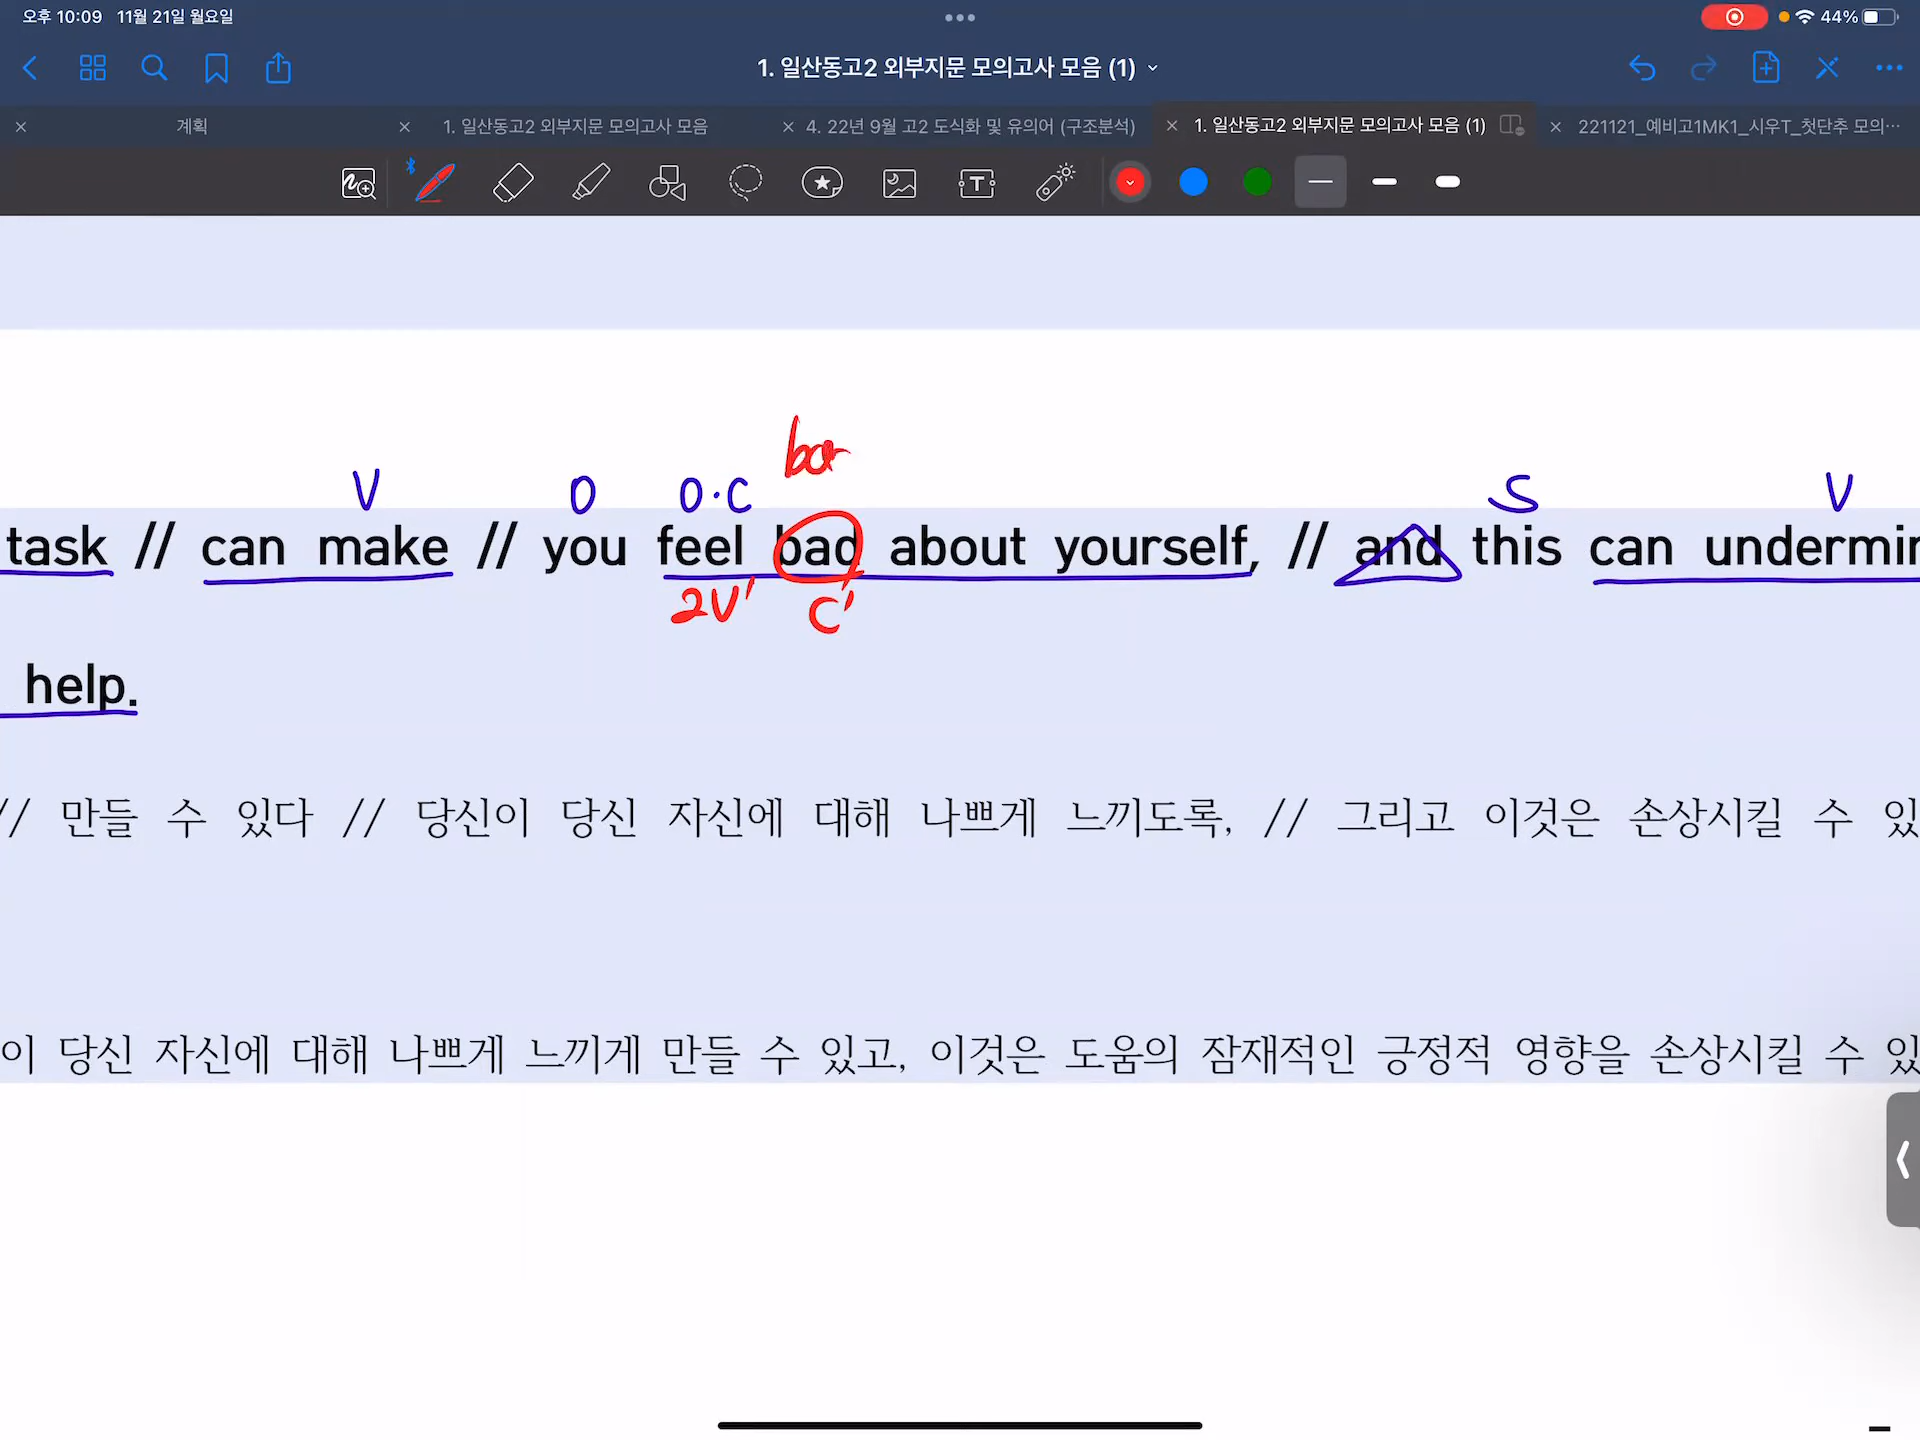 오후 10:09 11월 21일 월요일 44%
1. 일산동고2 외부지문 모의고사 모음 (1)
계획 1. 일산동고2 외부지문 모의고사 모음 4. 22년 9월 고2 도식화 및 유의어 (구조분석) 1. 일산동고2 외부지문 모의고사 모음 (1) 221121_예비고1MK1_시우T_첫단추 모의…
ba
V O O·C S V
task // can make // you feel bad about yourself, // and this can undermin
2V' C'
help.
// 만들 수 있다 // 당신이 당신 자신에 대해 나쁘게 느끼도록, // 그리고 이것은 손상시킬 수 있
이 당신 자신에 대해 나쁘게 느끼게 만들 수 있고, 이것은 도움의 잠재적인 긍정적 영향을 손상시킬 수 있